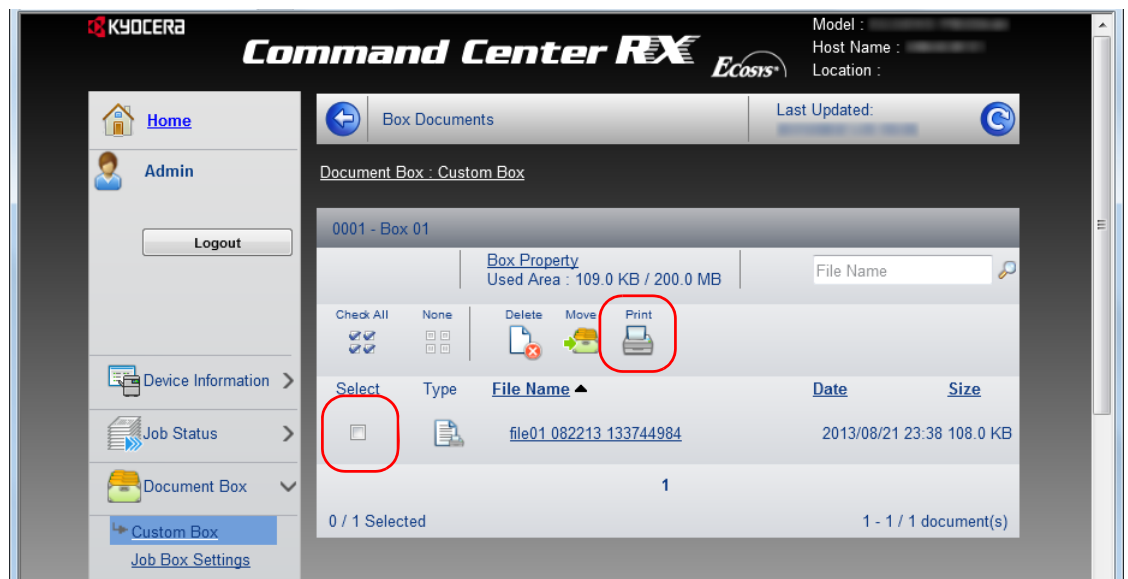 KYOCERA
Command Center RX
Ecosys
Model :
Host Name :
Location :
Home
Admin
Logout
Device Information
Job Status
Document Box
Custom Box
Job Box Settings
Box Documents
Last Updated:
Document Box : Custom Box
0001 - Box 01
Box Property
Used Area : 109.0 KB / 200.0 MB
File Name
Check All None Delete Move Print
Select Type File Name Date Size
file01 082213 133744984 2013/08/21 23:38 108.0 KB
1
0 / 1 Selected 1 - 1 / 1 document(s)